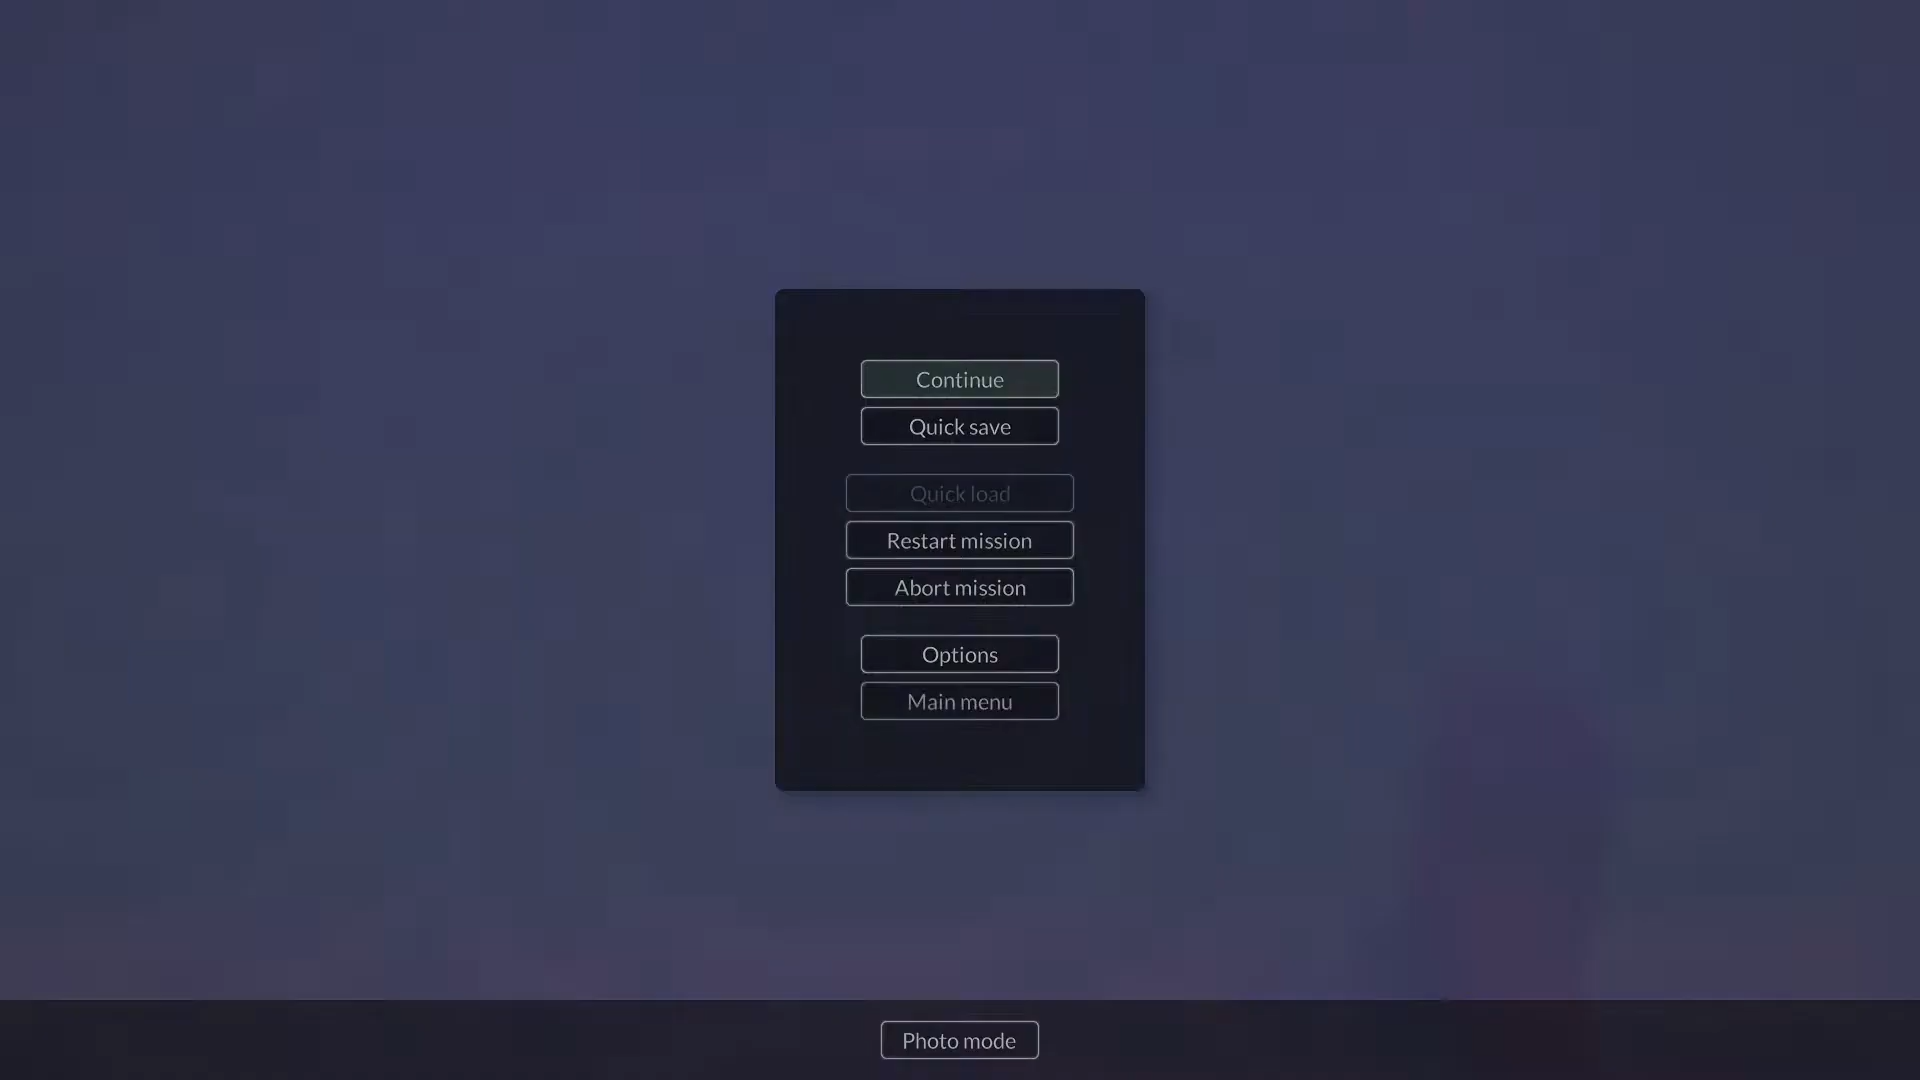 Continue
Quick save
Quick load
Restart mission
Abort mission
Options
Main menu
Photo mode